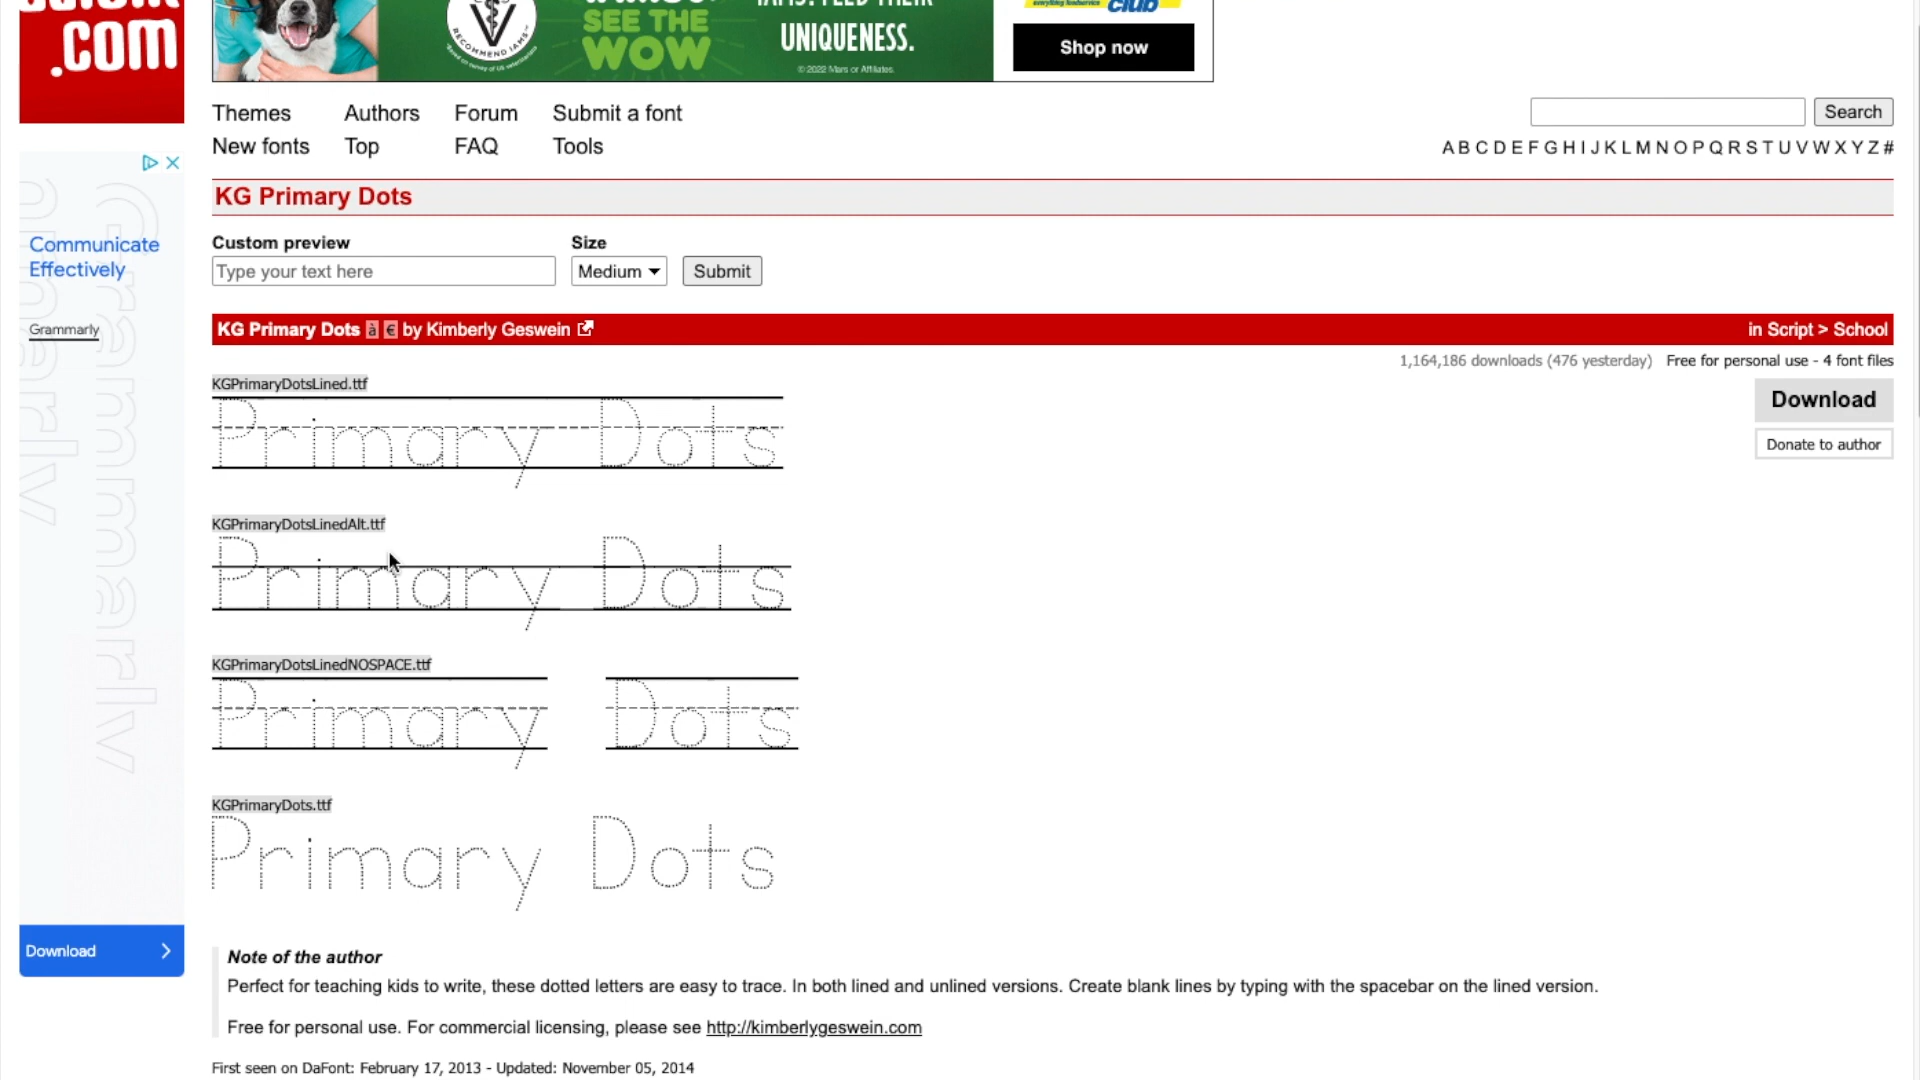 .com
RECOMMEND IAMS™
SEE THE
WOW
UNIQUENESS.
© 2022 Mars or Affiliates.
everything foodservice
club
Shop now
Themes Authors Forum Submit a font
New fonts Top FAQ Tools
Search
A B C D E F G H I J K L M N O P Q R S T U V W X Y Z #
KG Primary Dots
Communicate
Effectively
Grammarly
Custom preview Size
Type your text here Medium Submit
KG Primary Dots à € by Kimberly Geswein in Script > School
1,164,186 downloads (476 yesterday) Free for personal use - 4 font files
Download
Donate to author
KGPrimaryDotsLined.ttf
Primary Dots
KGPrimaryDotsLinedAlt.ttf
Primary Dots
KGPrimaryDotsLinedNOSPACE.ttf
Primary Dots
KGPrimaryDots.ttf
Primary Dots
Download
Note of the author
Perfect for teaching kids to write, these dotted letters are easy to trace. In both lined and unlined versions. Create blank lines by typing with the spacebar on the lined version.
Free for personal use. For commercial licensing, please see http://kimberlygeswein.com
First seen on DaFont: February 17, 2013 - Updated: November 05, 2014